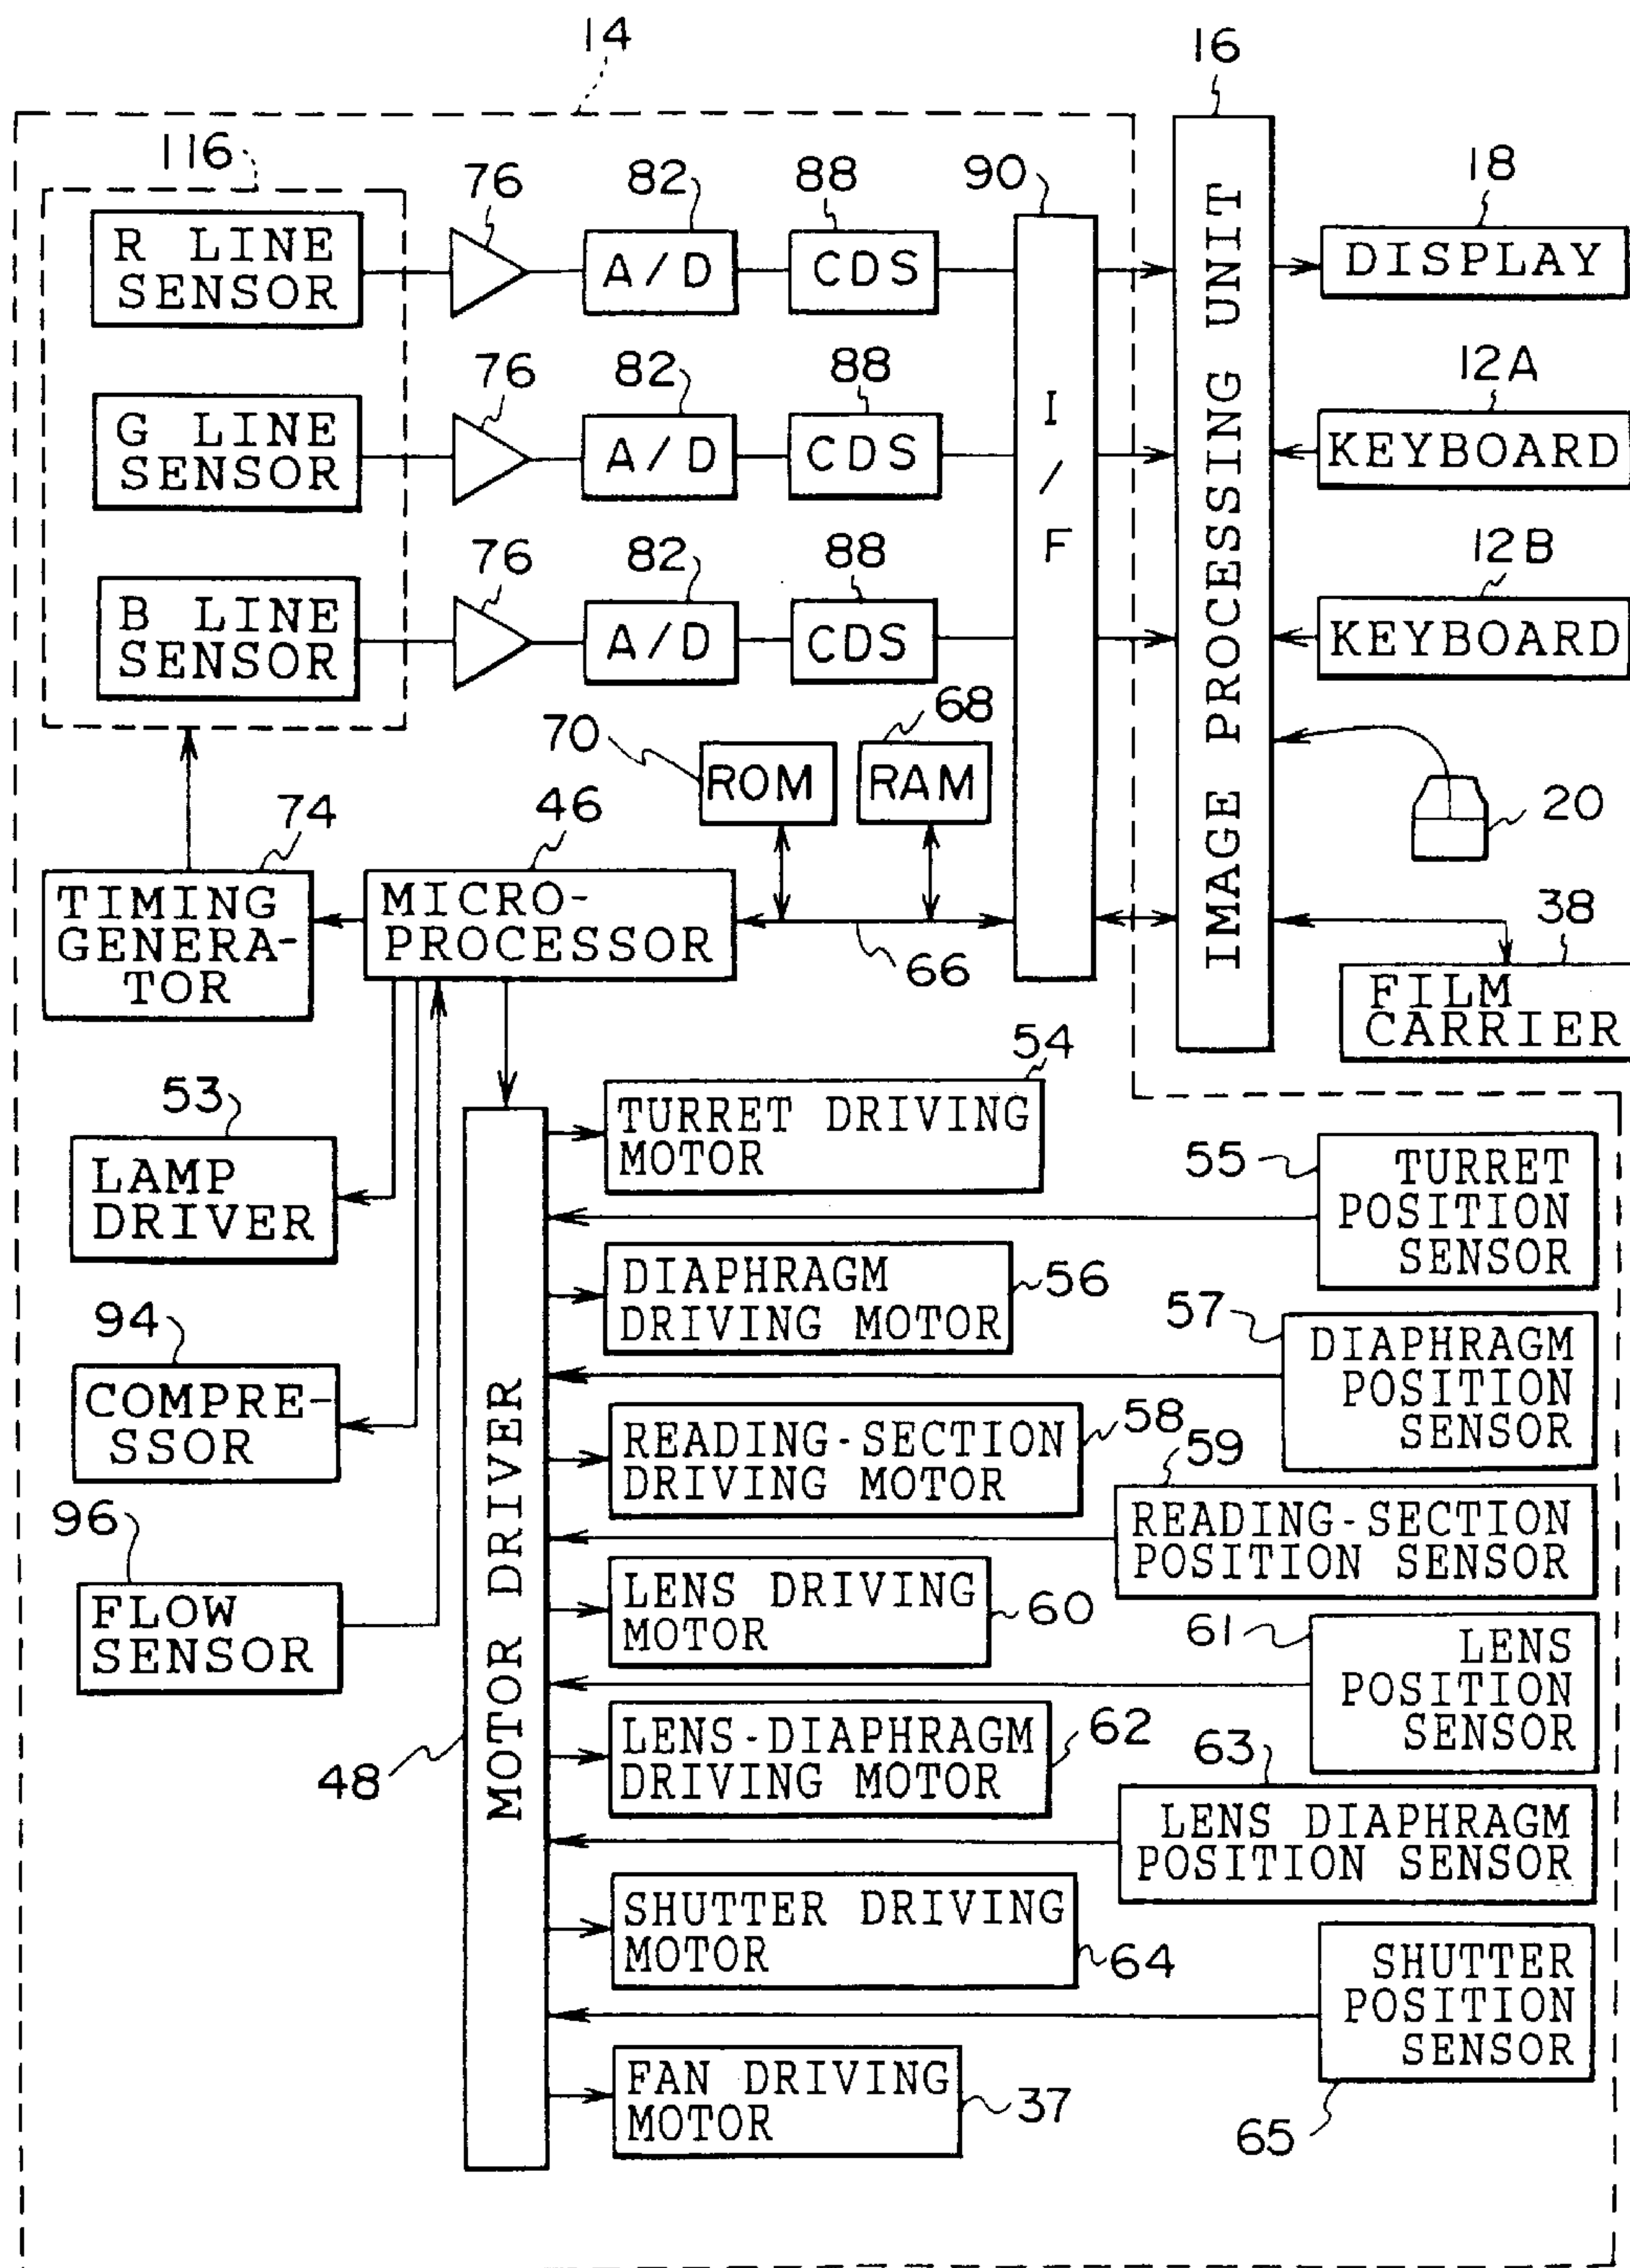 14
16
116
76
82
88
90
18
R LINE
SENSOR
A/D
CDS
DISPLAY
76
82
88
12A
G LINE
SENSOR
A/D
CDS
I
/
F
KEYBOARD
76
82
88
12B
B LINE
SENSOR
A/D
CDS
KEYBOARD
IMAGE PROCESSING UNIT
70
68
ROM
RAM
20
74
46
TIMING
GENERA-
TOR
MICRO-
PROCESSOR
66
38
FILM
CARRIER
53
LAMP
DRIVER
94
COMPRE-
SSOR
96
FLOW
SENSOR
48
MOTOR DRIVER
54
TURRET DRIVING
MOTOR
55
TURRET
POSITION
SENSOR
DIAPHRAGM
DRIVING MOTOR
56
57
DIAPHRAGM
POSITION
SENSOR
READING-SECTION
DRIVING MOTOR
58
59
READING-SECTION
POSITION SENSOR
LENS DRIVING
MOTOR
60
61
LENS
POSITION
SENSOR
LENS-DIAPHRAGM
DRIVING MOTOR
62
63
LENS DIAPHRAGM
POSITION SENSOR
SHUTTER DRIVING
MOTOR
64
SHUTTER
POSITION
SENSOR
65
FAN DRIVING
MOTOR
37